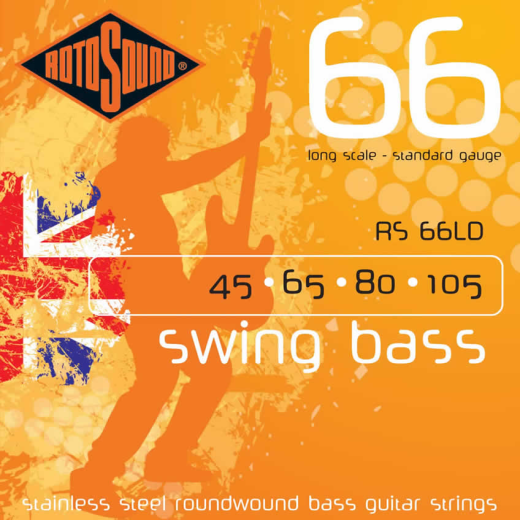 ROTOSOUND®
66
long scale - standard gauge
RS 66LD
45 • 65 • 80 • 105
swing bass
stainless steel roundwound bass guitar strings